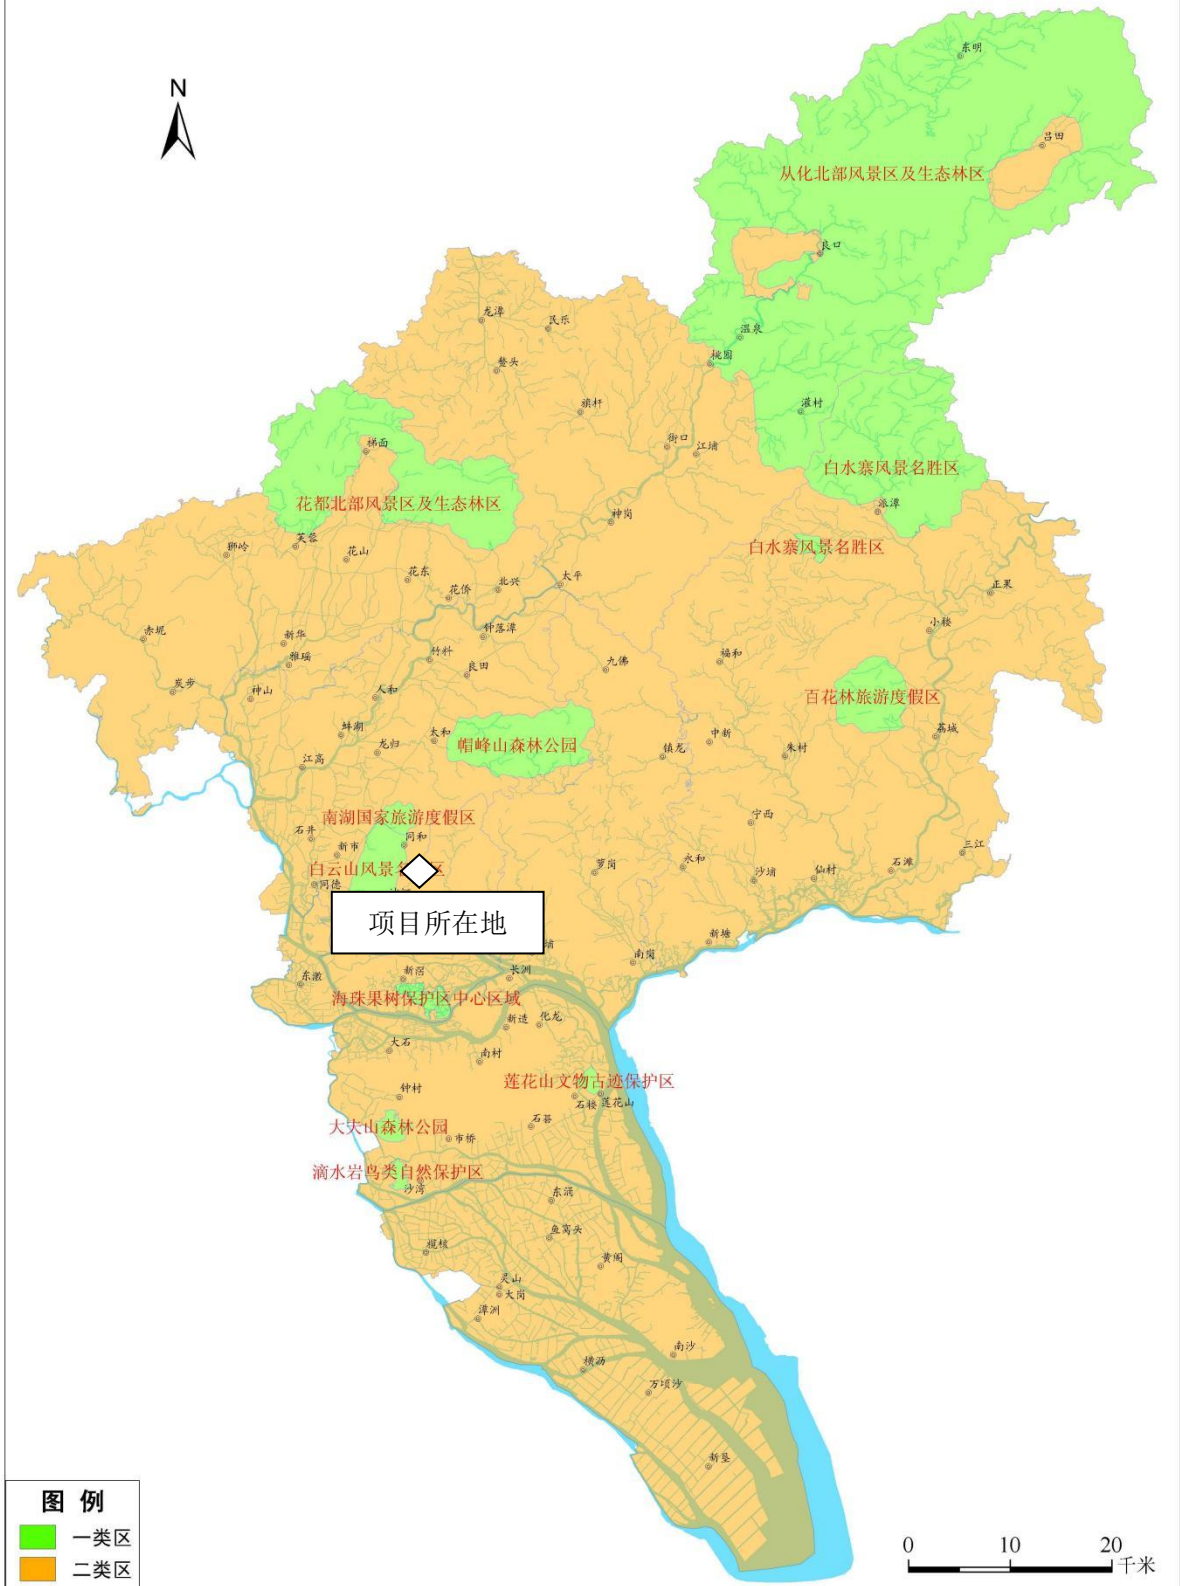 N
东明
吕田
从化北部风景区及生态林区
良口
龙潭
民乐
温泉
鳌头
桃园
旗杆
灌村
街口
江埔
梯面
白水寨风景名胜区
花都北部风景区及生态林区
派潭
神岗
白水寨风景名胜区
芙蓉
狮岭
花山
花东
太平
北兴
花侨
正果
小楼
赤坭
新华
钟落潭
雅瑶
竹料
良田
九佛
福和
炭步
神山
人和
百花林旅游度假区
蚌湖
太和
龙归
帽峰山森林公园
中新
镇龙
朱村
荔城
江高
南湖国家旅游度假区
石井
同和
宁西
新市
三江
白云山风景名
区
萝岗
永和
石滩
同德
沙埔
仙村
项目所在地
埔
新塘
南岗
东漖
新滘
长洲
海珠果树保护区中心区域
新造
化龙
大石
南村
莲花山文物古迹保护区
钟村
石楼
莲花山
大夫山森林公园
石碁
市桥
滴水岩鸟类自然保护区
沙湾
东涌
鱼窝头
榄核
黄阁
灵山
大岗
潭洲
南沙
横沥
万顷沙
新垦
图 例
一类区
二类区
0 10 20
千米